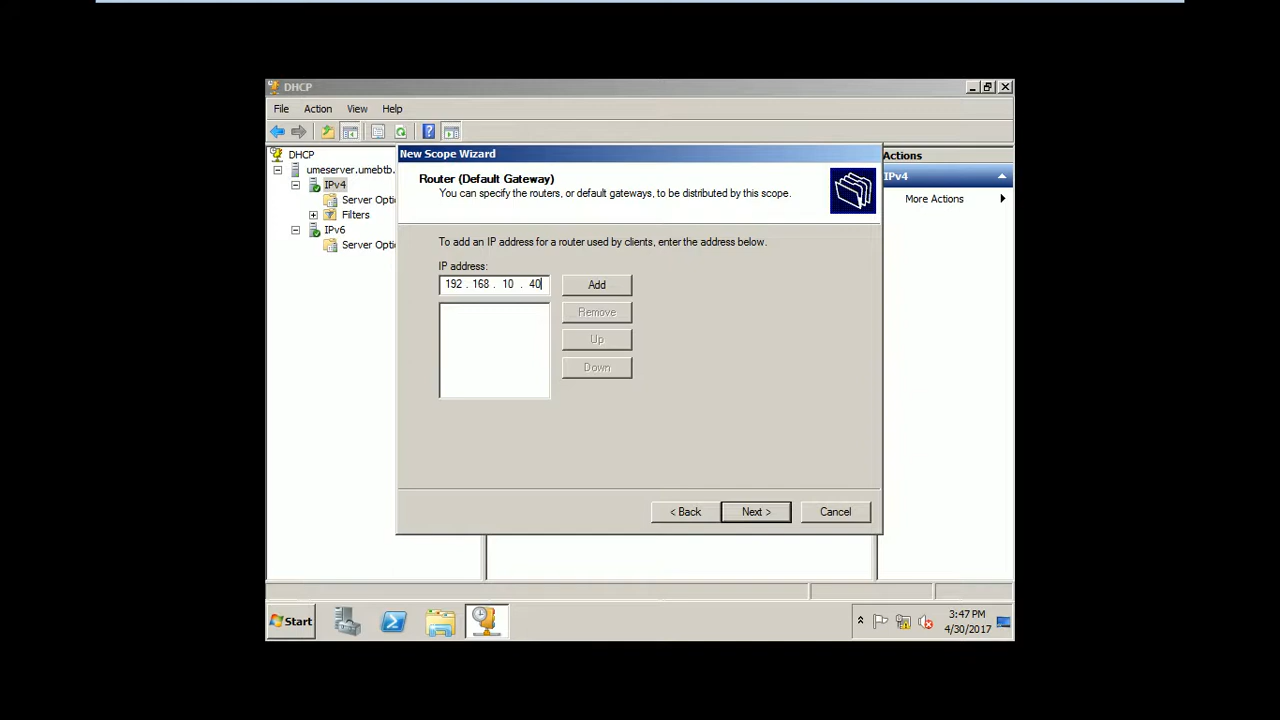 DHCP
File Action View Help
DHCP
umeserver.umebtb.
IPv4
Server Opti
Filters
IPv6
Server Opti
New Scope Wizard
Router (Default Gateway)
You can specify the routers, or default gateways, to be distributed by this scope.
To add an IP address for a router used by clients, enter the address below.
IP address:
192 . 168 . 10 . 40
Add
Remove
Up
Down
< Back Next > Cancel
Actions
IPv4
More Actions
Start
3:47 PM
4/30/2017